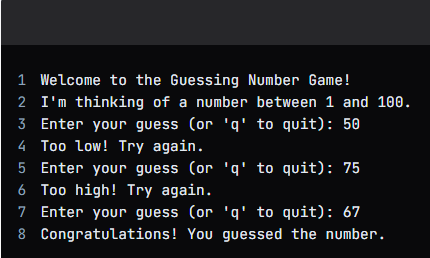 1 Welcome to the Guessing Number Game!
2 I'm thinking of a number between 1 and 100.
3 Enter your guess (or 'q' to quit): 50
4 Too low! Try again.
5 Enter your guess (or 'q' to quit): 75
6 Too high! Try again.
7 Enter your guess (or 'q' to quit): 67
8 Congratulations! You guessed the number.